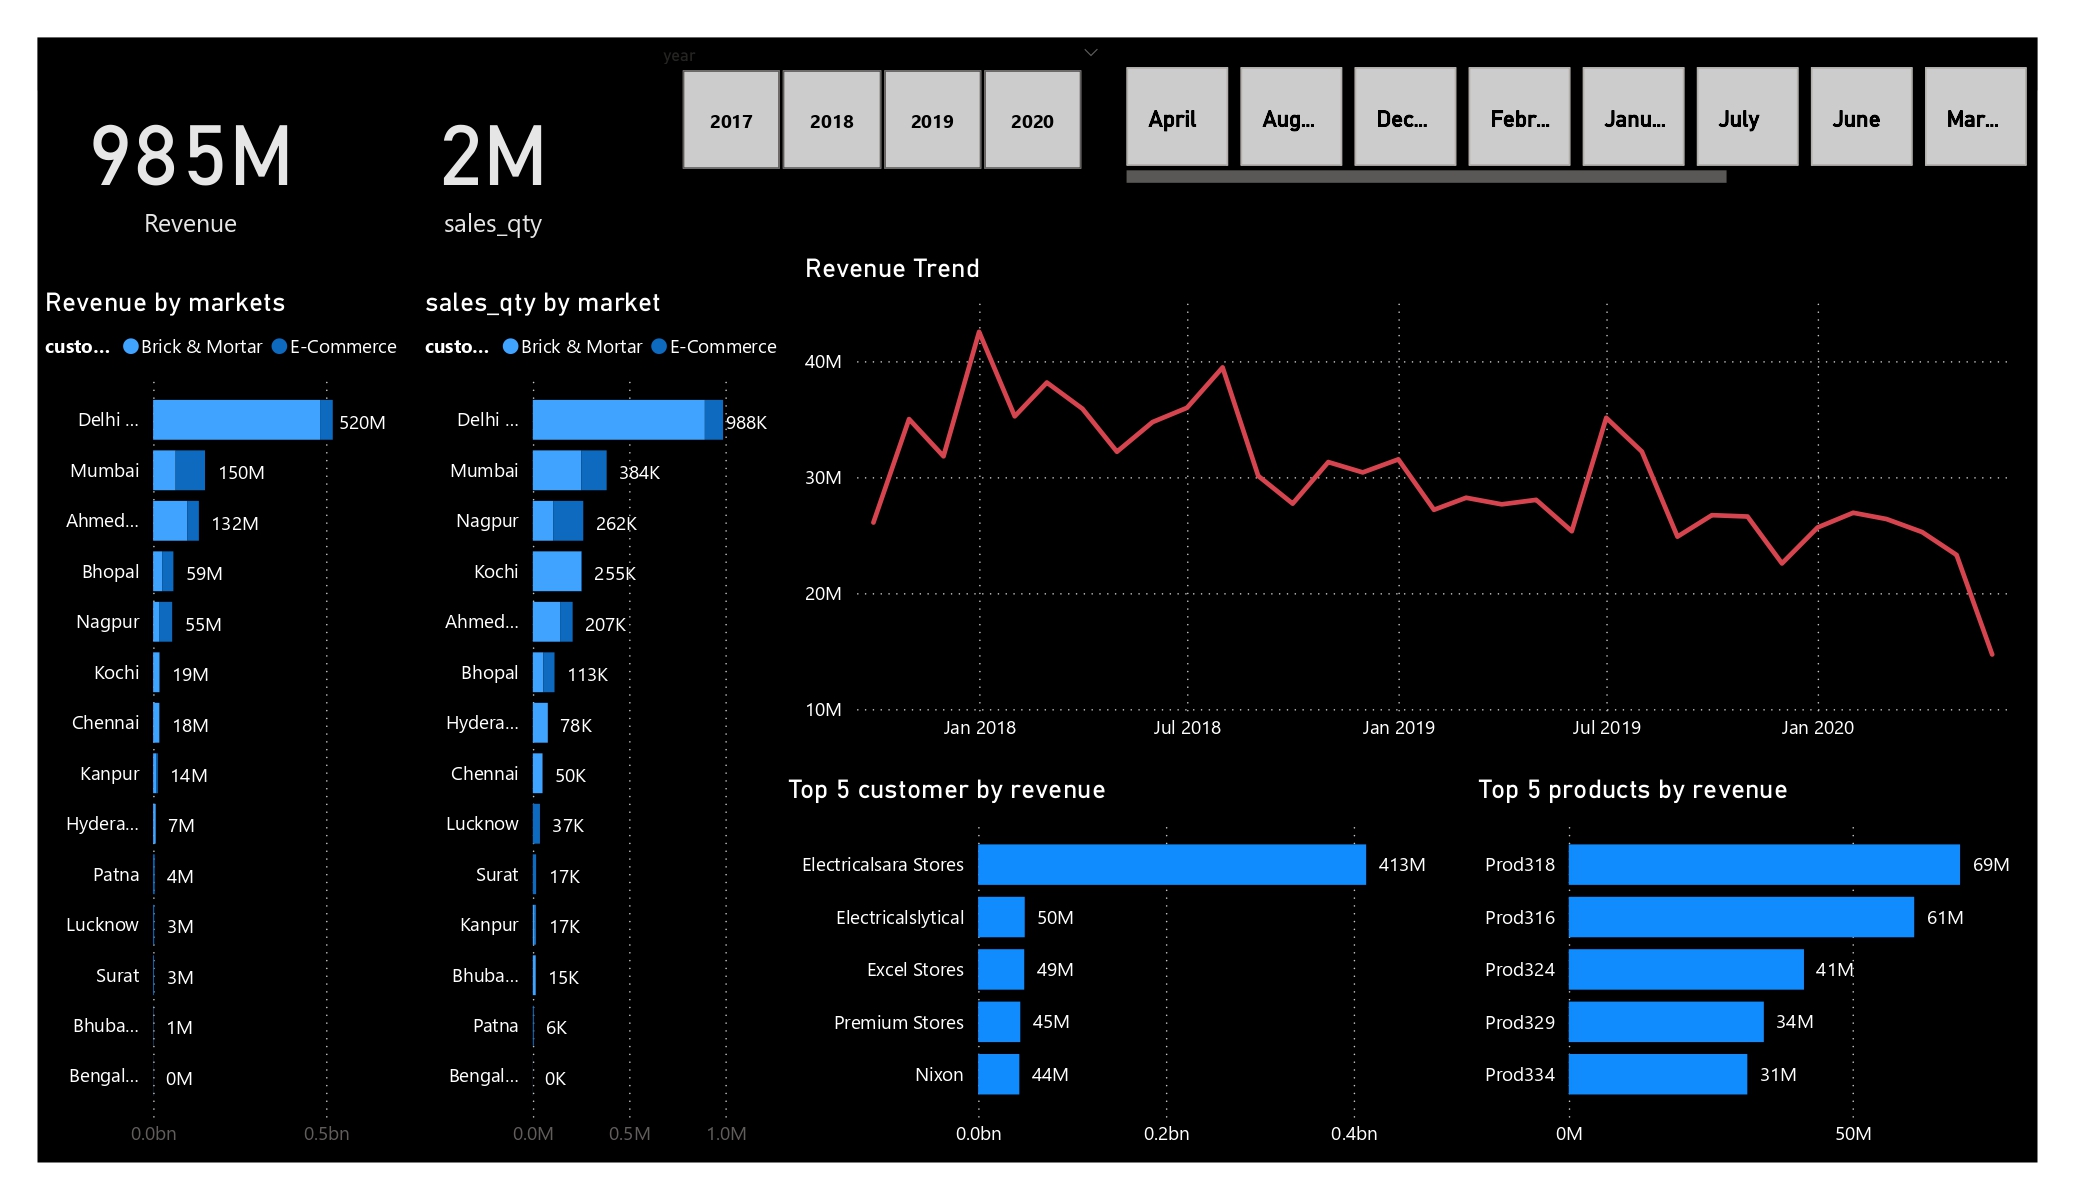 year
2017 2018 2019 2020
April Aug... Dec... Febr... Janu... July June Mar...
985M
Revenue
2M
sales_qty
Revenue by markets
custo... Brick & Mortar E-Commerce
Delhi ... 520M
Mumbai 150M
Ahmed... 132M
Bhopal 59M
Nagpur 55M
Kochi 19M
Chennai 18M
Kanpur 14M
Hydera... 7M
Patna 4M
Lucknow 3M
Surat 3M
Bhuba... 1M
Bengal... 0M
0.0bn 0.5bn
sales_qty by market
custo... Brick & Mortar E-Commerce
Delhi ... 988K
Mumbai 384K
Nagpur 262K
Kochi 255K
Ahmed... 207K
Bhopal 113K
Hydera... 78K
Chennai 50K
Lucknow 37K
Surat 17K
Kanpur 17K
Bhuba... 15K
Patna 6K
Bengal... 0K
0.0M 0.5M 1.0M
Revenue Trend
40M
30M
20M
10M
Jan 2018 Jul 2018 Jan 2019 Jul 2019 Jan 2020
Top 5 customer by revenue
Electricalsara Stores 413M
Electricalslytical 50M
Excel Stores 49M
Premium Stores 45M
Nixon 44M
0.0bn 0.2bn 0.4bn
Top 5 products by revenue
Prod318 69M
Prod316 61M
Prod324 41M
Prod329 34M
Prod334 31M
0M 50M